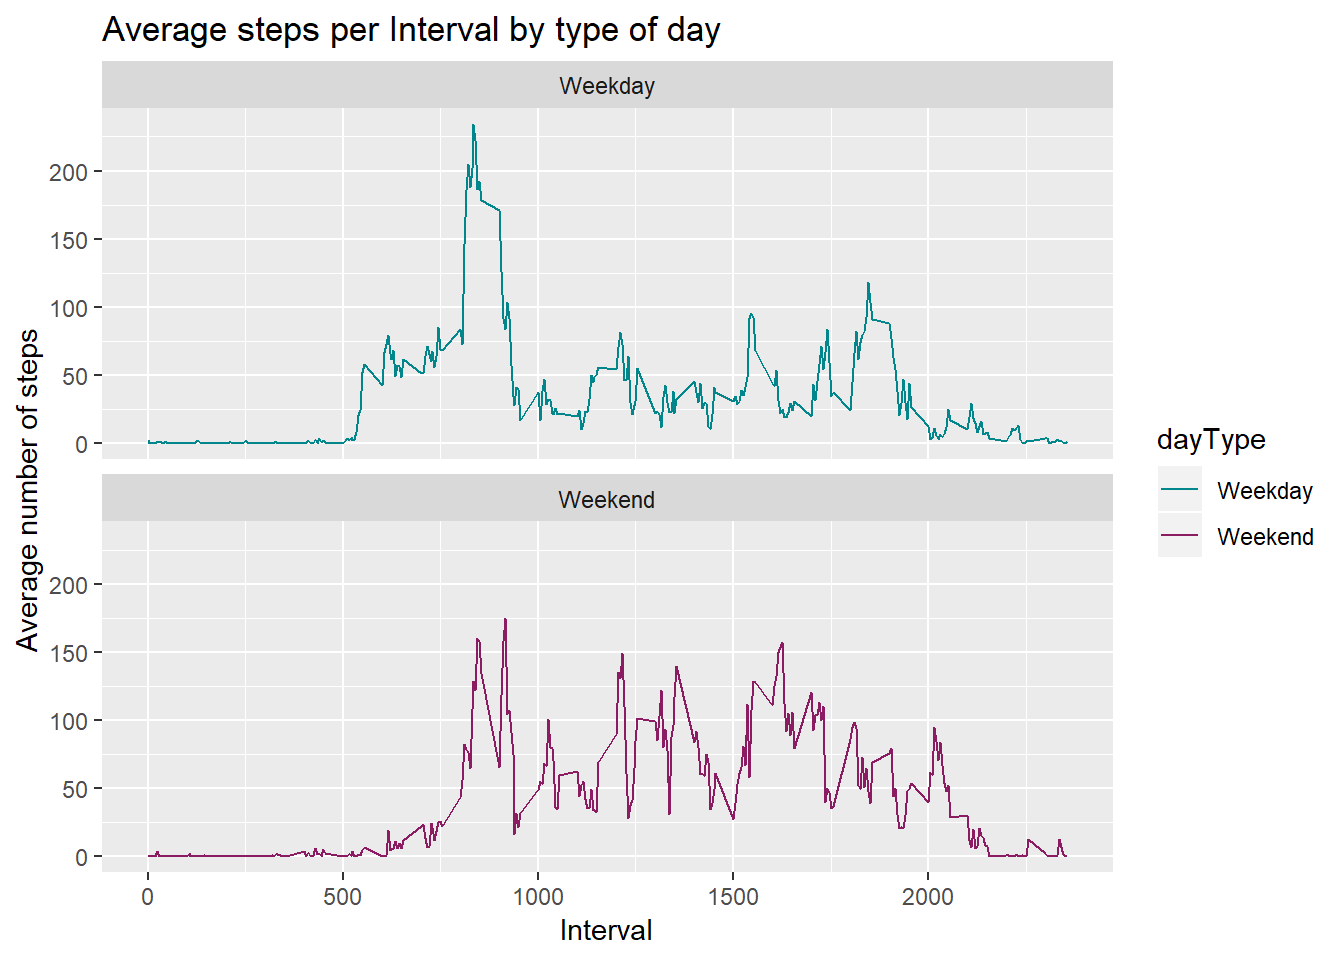 Average steps per Interval by type of day
Weekday
200
150
100
50
0
Weekend
200
150
100
50
0
0 500 1000 1500 2000
Interval
Average number of steps
dayType
Weekday
Weekend